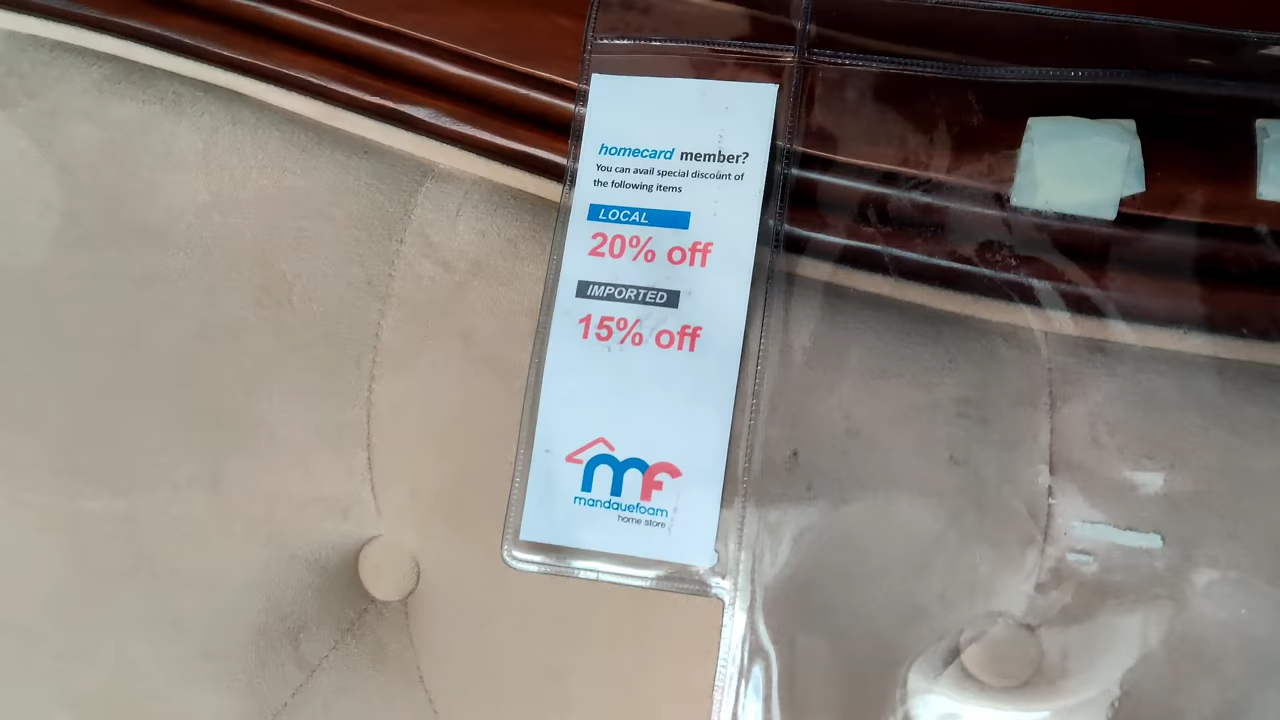 homecard member?
You can avail special discount of
the following items
LOCAL
20% off
IMPORTED
15% off
mf
mandauefoam
home store